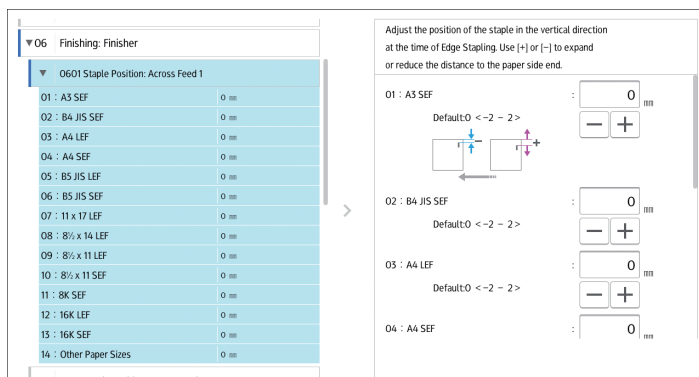 06 Finishing: Finisher
0601 Staple Position: Across Feed 1
01 : A3 SEF 0 mm
02 : B4 JIS SEF 0 mm
03 : A4 LEF 0 mm
04 : A4 SEF 0 mm
05 : B5 JIS LEF 0 mm
06 : B5 JIS SEF 0 mm
07 : 11 x 17 LEF 0 mm
08 : 8½ x 14 LEF 0 mm
09 : 8½ x 11 LEF 0 mm
10 : 8½ x 11 SEF 0 mm
11 : 8K SEF 0 mm
12 : 16K LEF 0 mm
13 : 16K SEF 0 mm
14 : Other Paper Sizes 0 mm
Adjust the position of the staple in the vertical direction
at the time of Edge Stapling. Use [+] or [−] to expand
or reduce the distance to the paper side end.
01 : A3 SEF : 0 mm
Default:0 <−2 − 2>
− +
− +
02 : B4 JIS SEF : 0 mm
Default:0 <−2 − 2>
− +
03 : A4 LEF : 0 mm
Default:0 <−2 − 2>
− +
04 : A4 SEF : 0 mm